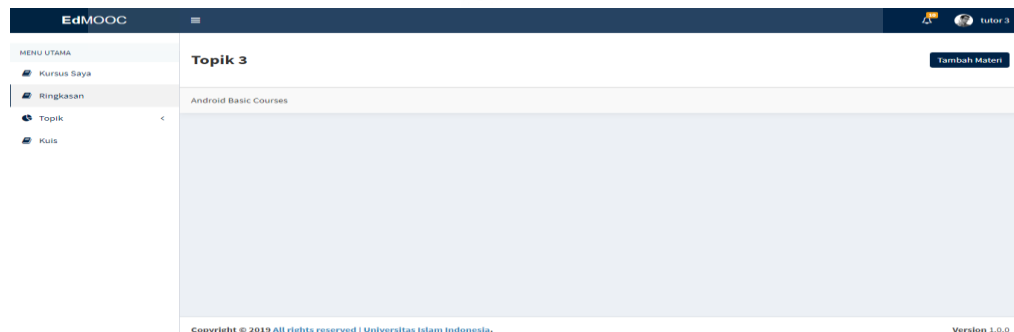 EdMOOC
10
tutor 3
MENU UTAMA
Kursus Saya
Ringkasan
Topik
Kuis
Topik 3
Tambah Materi
Android Basic Courses
Copyright © 2019 All rights reserved | Universitas Islam Indonesia.
Version 1.0.0